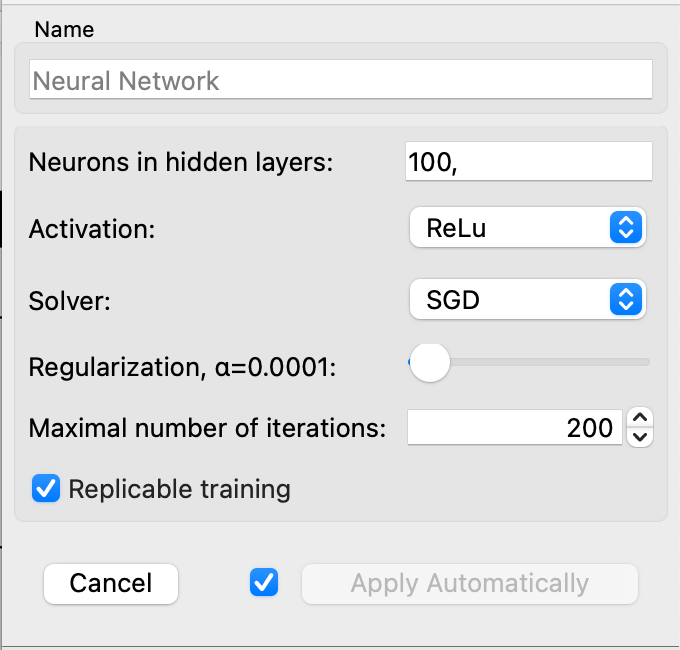 Name
Neural Network
Neurons in hidden layers: 100,
Activation: ReLu
Solver: SGD
Regularization, α=0.0001:
Maximal number of iterations: 200
Replicable training
Cancel Apply Automatically